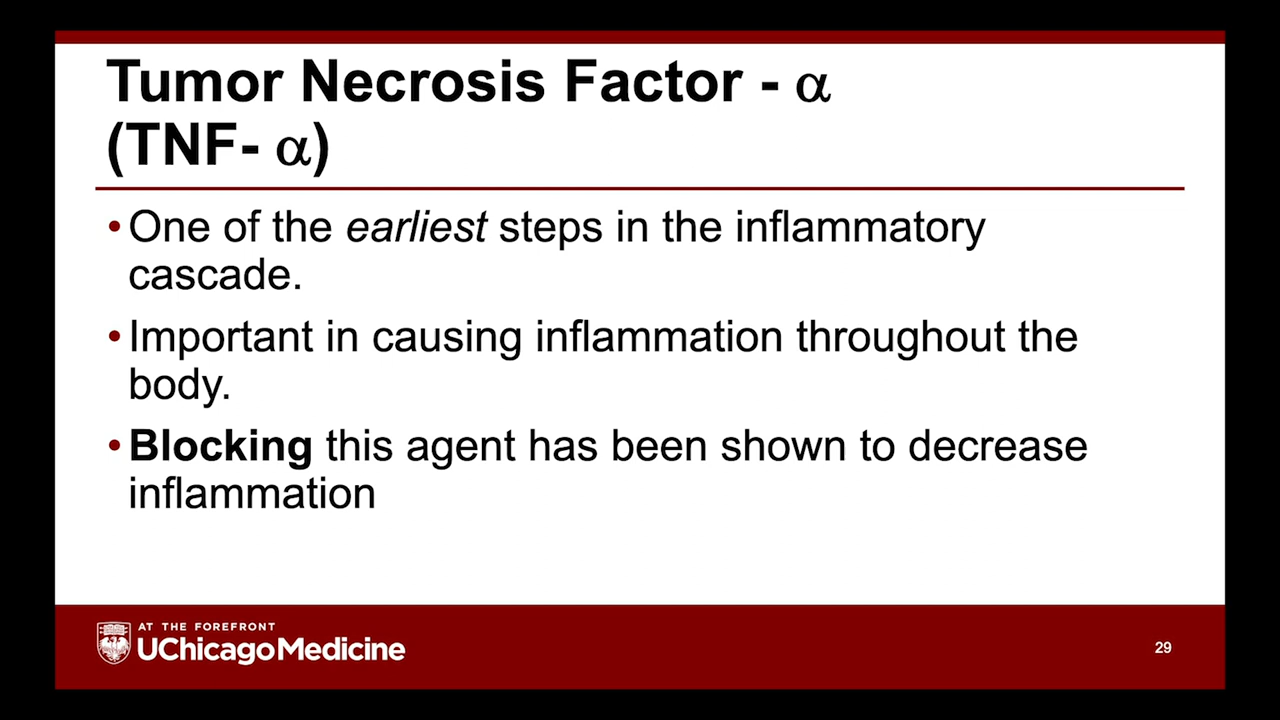 Tumor Necrosis Factor - α
(TNF- α)
•One of the earliest steps in the inflammatory
cascade.
•Important in causing inflammation throughout the
body.
•Blocking this agent has been shown to decrease
inflammation
AT THE FOREFRONT
UChicagoMedicine
29